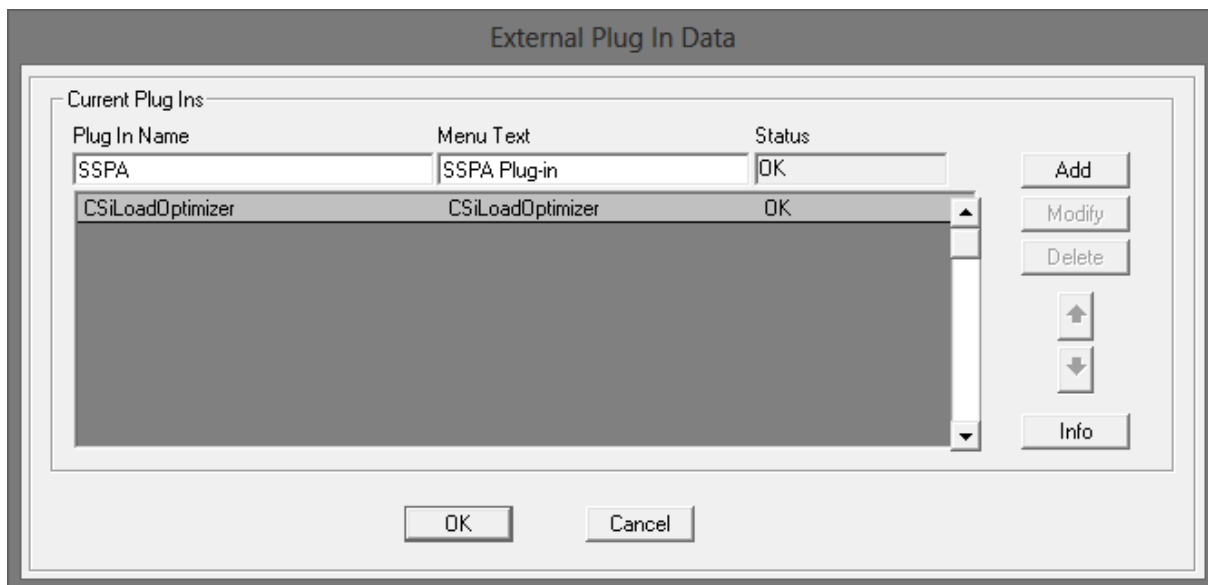 External Plug In Data
Current Plug Ins
Plug In Name Menu Text Status
SSPA SSPA Plug-in OK
CSiLoadOptimizer CSiLoadOptimizer OK
Add
Modify
Delete
Info
OK Cancel